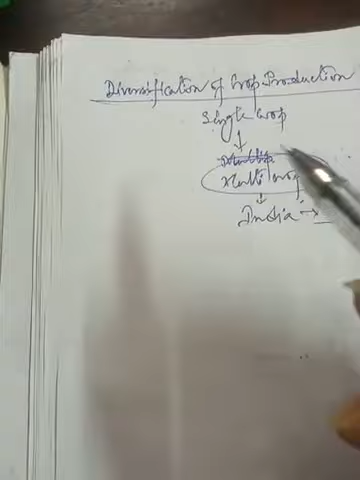 Diversification of Crop Production
Single crop
↓
Multi crop
↓
India →